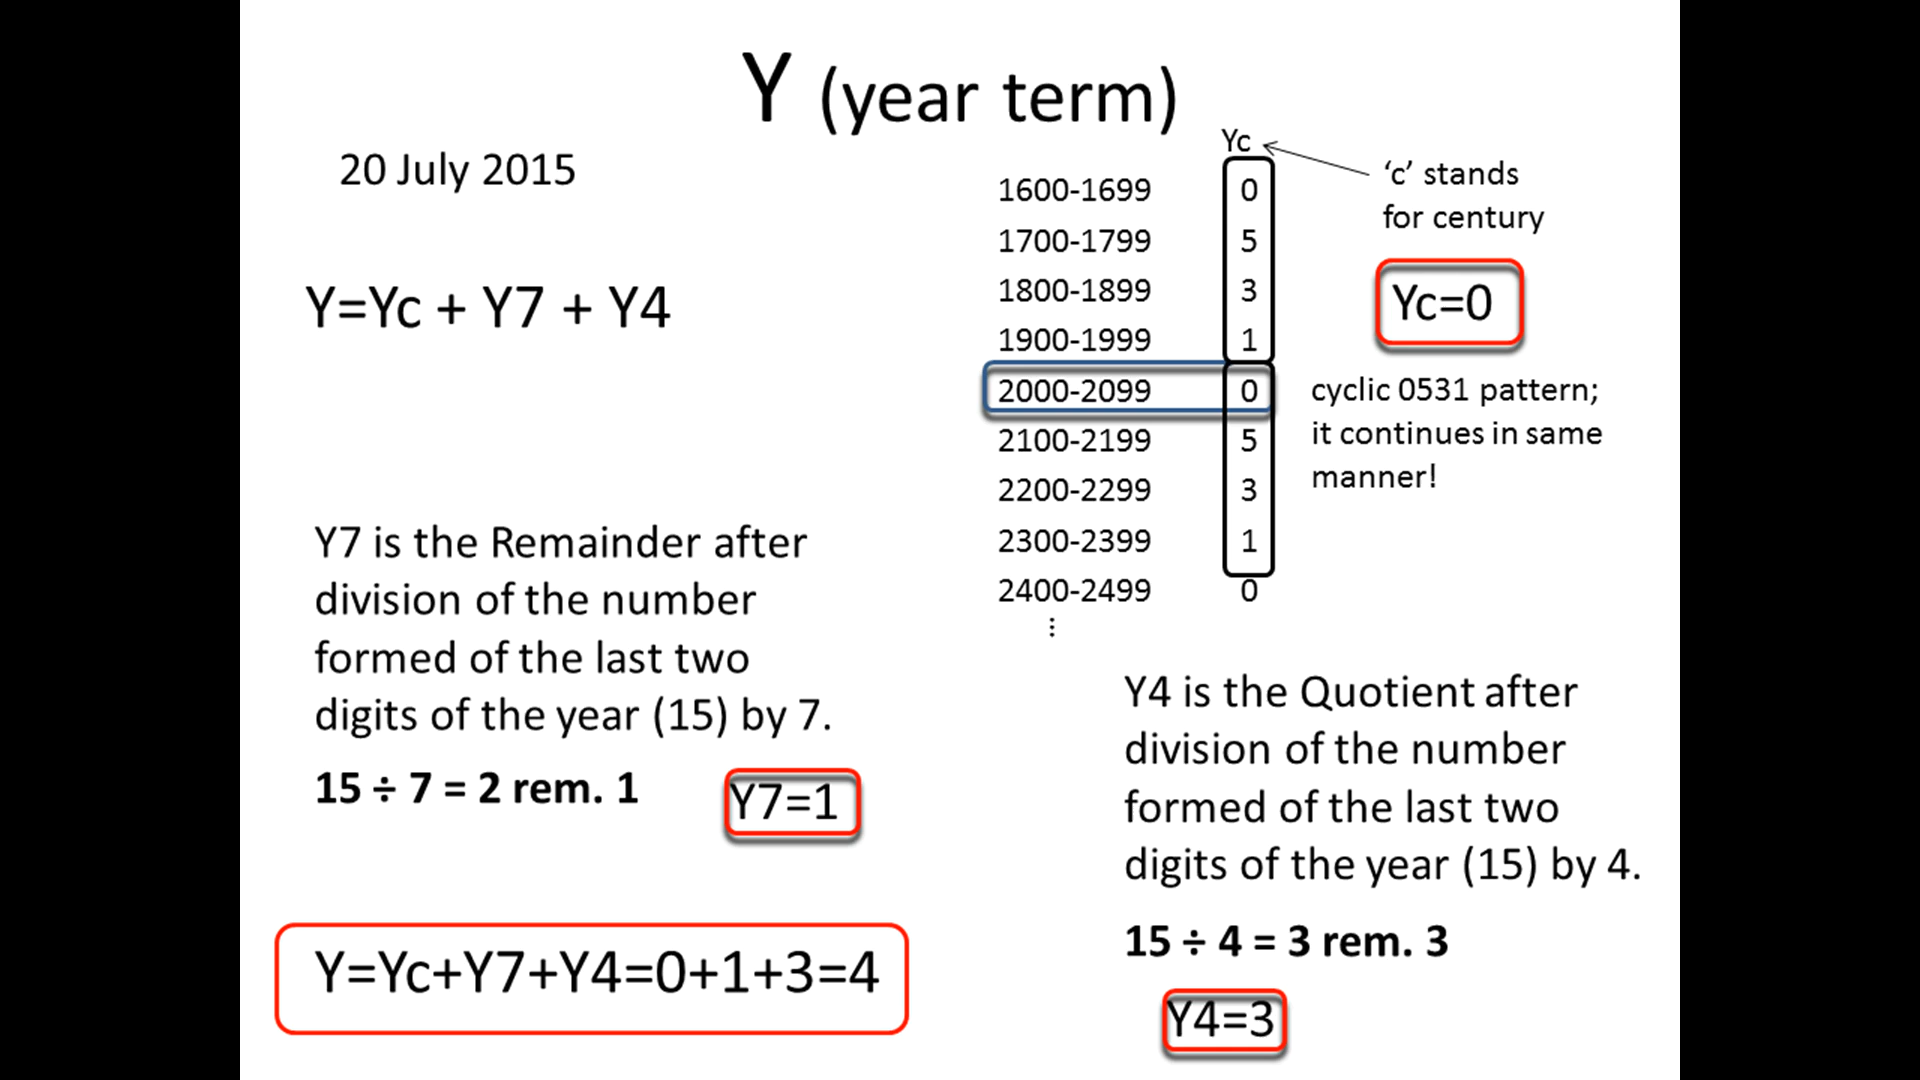 Y (year term)
20 July 2015
Y=Yc + Y7 + Y4
Yc
1600-1699 0
1700-1799 5
1800-1899 3
1900-1999 1
2000-2099 0
2100-2199 5
2200-2299 3
2300-2399 1
2400-2499 0
⋮
‘c’ stands
for century
Yc=0
cyclic 0531 pattern;
it continues in same
manner!
Y7 is the Remainder after
division of the number
formed of the last two
digits of the year (15) by 7.
15 ÷ 7 = 2 rem. 1
Y7=1
Y4 is the Quotient after
division of the number
formed of the last two
digits of the year (15) by 4.
15 ÷ 4 = 3 rem. 3
Y4=3
Y=Yc+Y7+Y4=0+1+3=4